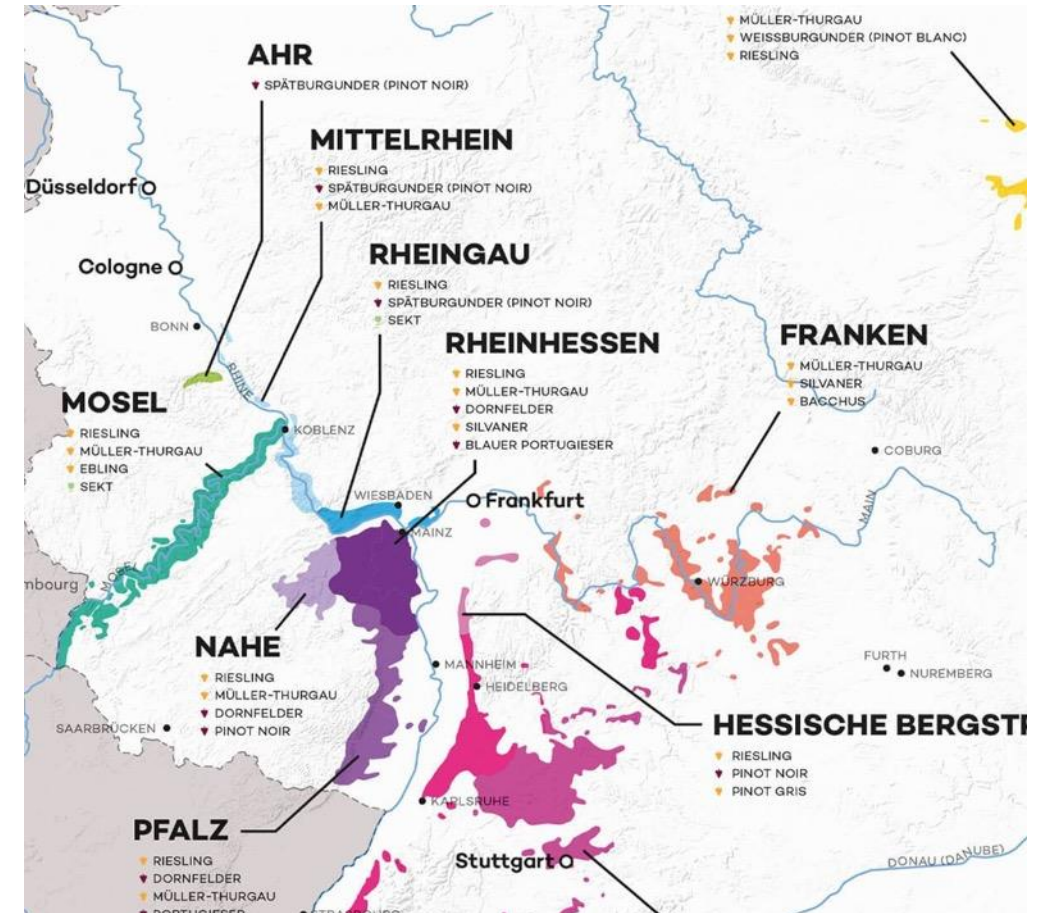 MÜLLER-THURGAU
WEISSBURGUNDER (PINOT BLANC)
RIESLING
AHR
SPÄTBURGUNDER (PINOT NOIR)
MITTELRHEIN
RIESLING
SPÄTBURGUNDER (PINOT NOIR)
MÜLLER-THURGAU
Düsseldorf
Cologne
RHEINGAU
RIESLING
SPÄTBURGUNDER (PINOT NOIR)
SEKT
BONN
RHEINHESSEN
RIESLING
MÜLLER-THURGAU
DORNFELDER
SILVANER
BLAUER PORTUGIESER
FRANKEN
MÜLLER-THURGAU
SILVANER
BACCHUS
RHINE
MOSEL
RIESLING
MÜLLER-THURGAU
EBLING
SEKT
KOBLENZ
COBURG
WIESBADEN
Frankfurt
MAIN
MAINZ
mbourg
MOSEL
WÜRZBURG
NAHE
RIESLING
MÜLLER-THURGAU
DORNFELDER
PINOT NOIR
MANNHEIM
HEIDELBERG
FURTH
NUREMBERG
SAARBRÜCKEN
HESSISCHE BERGSTR
RIESLING
PINOT NOIR
PINOT GRIS
KARLSRUHE
PFALZ
RIESLING
DORNFELDER
MÜLLER-THURGAU
PORTUGIESER
Stuttgart
DONAU (DANUBE)
STRASBOURG